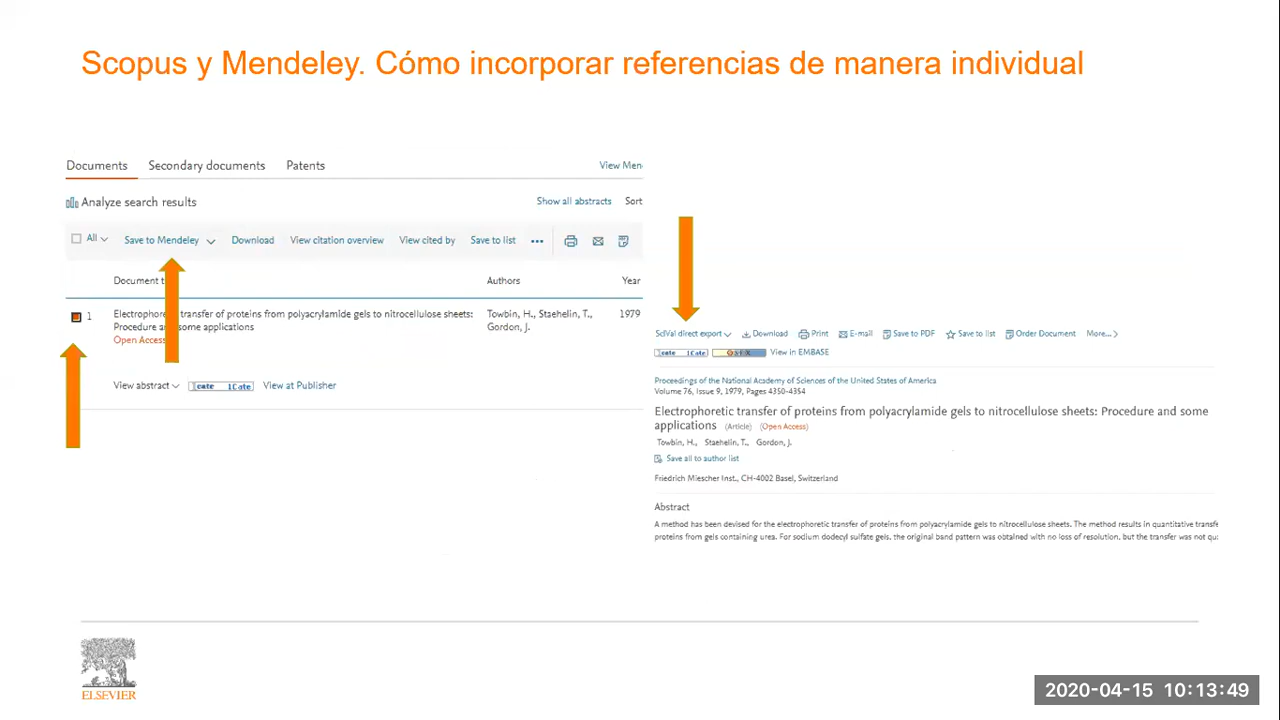 Scopus y Mendeley. Cómo incorporar referencias de manera individual
Documents Secondary documents Patents View Men
Analyze search results Show all abstracts Sort
All Save to Mendeley Download View citation overview View cited by Save to list ...
Document Authors Year
1 Electrophore transfer of proteins from polyacrylamide gels to nitrocellulose sheets: Towbin, H., Staehelin, T., 1979
Procedure an some applications Gordon, J.
Open Access
View abstract View at Publisher
SciVal direct export Download Print E-mail Save to PDF Save to list Order Document More...
View in EMBASE
Proceedings of the National Academy of Sciences of the United States of America
Volume 76, Issue 9, 1979, Pages 4350-4354
Electrophoretic transfer of proteins from polyacrylamide gels to nitrocellulose sheets: Procedure and some
applications (Article) (Open Access)
Towbin, H., Staehelin, T., Gordon, J.
Save all to author list
Friedrich Miescher Inst., CH-4002 Basel, Switzerland
Abstract
A method has been devised for the electrophoretic transfer of proteins from polyacrylamide gels to nitrocellulose sheets. The method results in quantitative transfe
proteins from gels containing urea. For sodium dodecyl sulfate gels, the original band pattern was obtained with no loss of resolution, but the transfer was not qu
ELSEVIER
2020-04-15 10:13:49